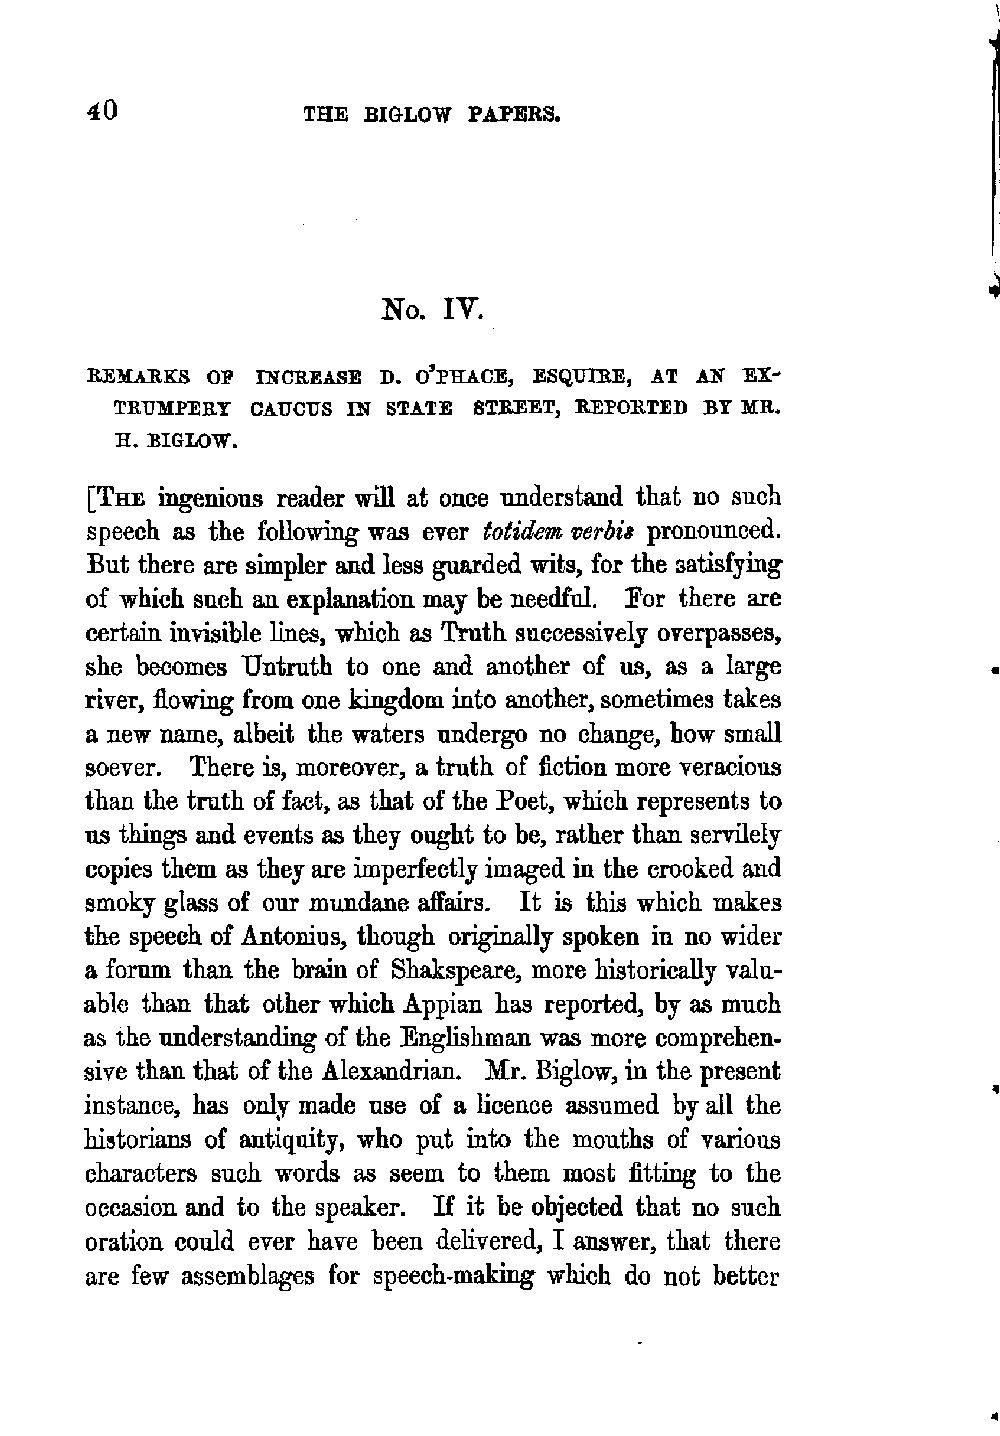 40 THE BIGLOW PAPERS.
No. IV.
REMARKS OF INCREASE D. O'PHACE, ESQUIRE, AT AN EX-
TRUMPERY CAUCUS IN STATE STREET, REPORTED BY MR.
H. BIGLOW.
[THE ingenious reader will at once understand that no such
speech as the following was ever totidem verbis pronounced.
But there are simpler and less guarded wits, for the satisfying
of which such an explanation may be needful. For there are
certain invisible lines, which as Truth successively overpasses,
she becomes Untruth to one and another of us, as a large
river, flowing from one kingdom into another, sometimes takes
a new name, albeit the waters undergo no change, how small
soever. There is, moreover, a truth of fiction more veracious
than the truth of fact, as that of the Poet, which represents to
us things and events as they ought to be, rather than servilely
copies them as they are imperfectly imaged in the crooked and
smoky glass of our mundane affairs. It is this which makes
the speech of Antonius, though originally spoken in no wider
a forum than the brain of Shakspeare, more historically valu-
able than that other which Appian has reported, by as much
as the understanding of the Englishman was more comprehen-
sive than that of the Alexandrian. Mr. Biglow, in the present
instance, has only made use of a licence assumed by all the
historians of antiquity, who put into the mouths of various
characters such words as seem to them most fitting to the
occasion and to the speaker. If it be objected that no such
oration could ever have been delivered, I answer, that there
are few assemblages for speech-making which do not better